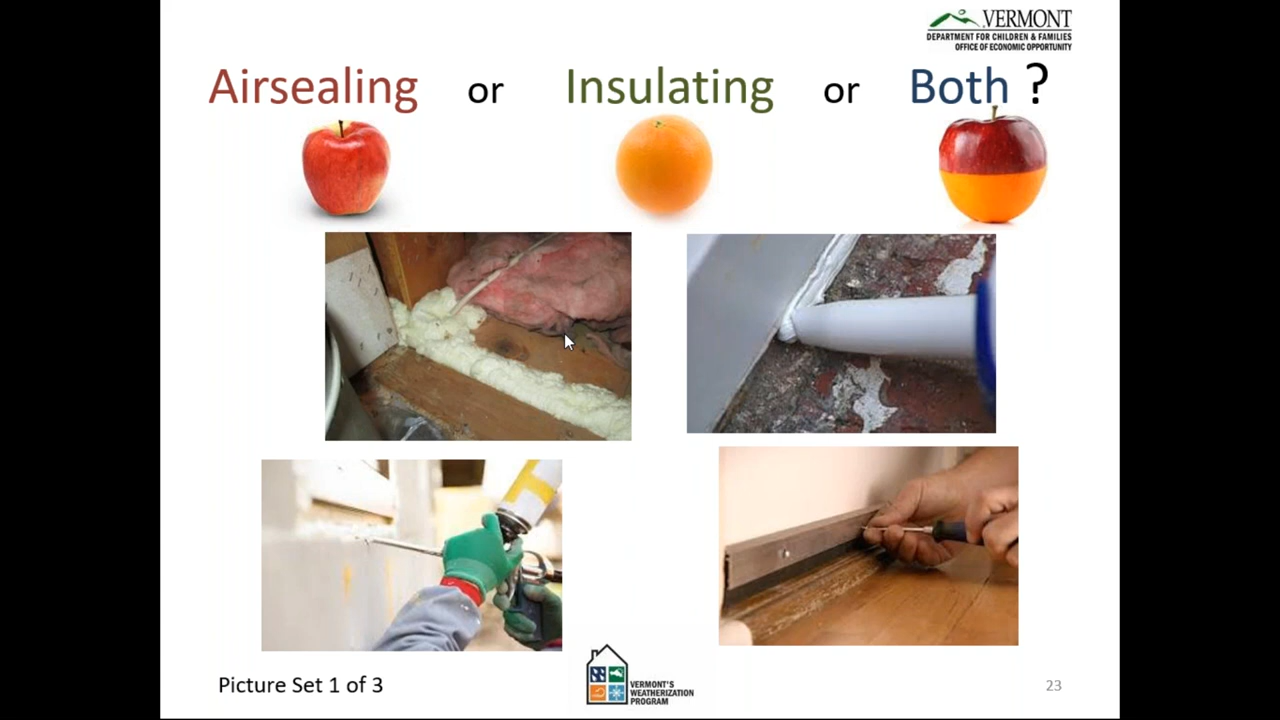 VERMONT
DEPARTMENT FOR CHILDREN & FAMILIES
OFFICE OF ECONOMIC OPPORTUNITY
Airsealing or Insulating or Both ?
Picture Set 1 of 3
VERMONT'S
WEATHERIZATION
PROGRAM
23